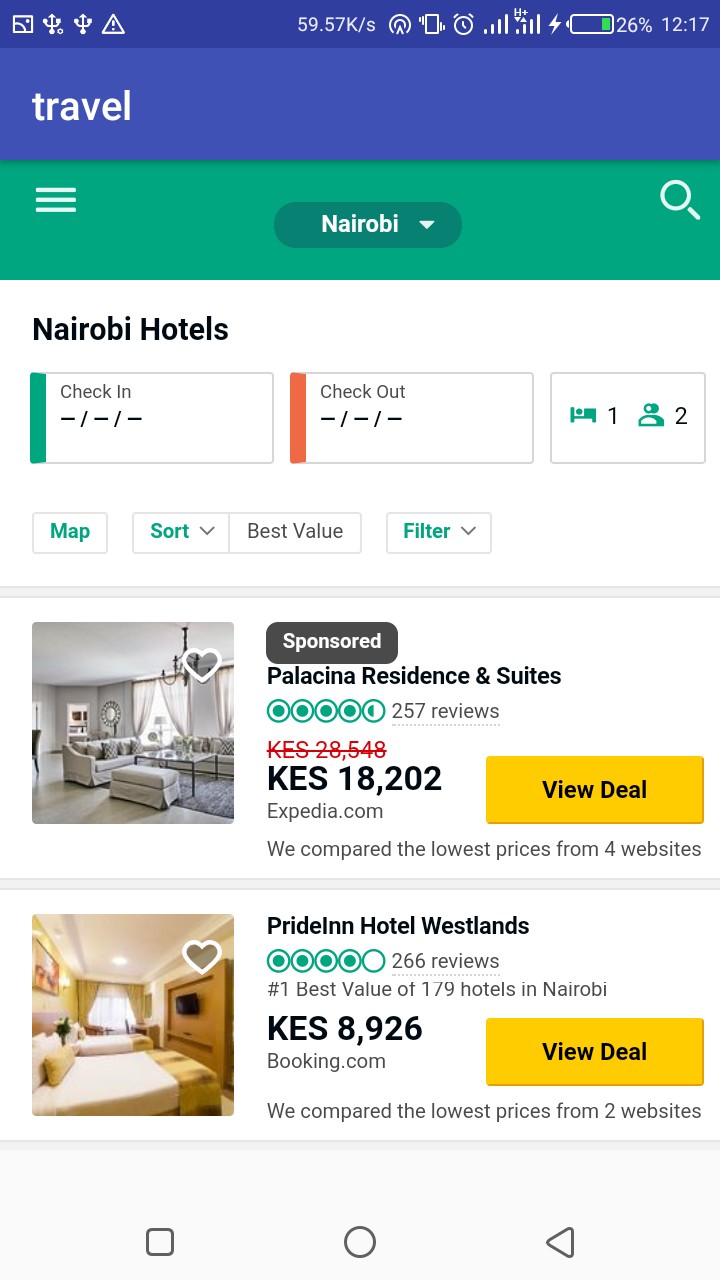 59.57K/s H+ 26% 12:17
travel
Nairobi
Nairobi Hotels
Check In
– / – / –
Check Out
– / – / –
1 2
Map
Sort
Best Value
Filter
Sponsored
Palacina Residence & Suites
257 reviews
KES 28,548
KES 18,202
Expedia.com
View Deal
We compared the lowest prices from 4 websites
PrideInn Hotel Westlands
266 reviews
#1 Best Value of 179 hotels in Nairobi
KES 8,926
Booking.com
View Deal
We compared the lowest prices from 2 websites